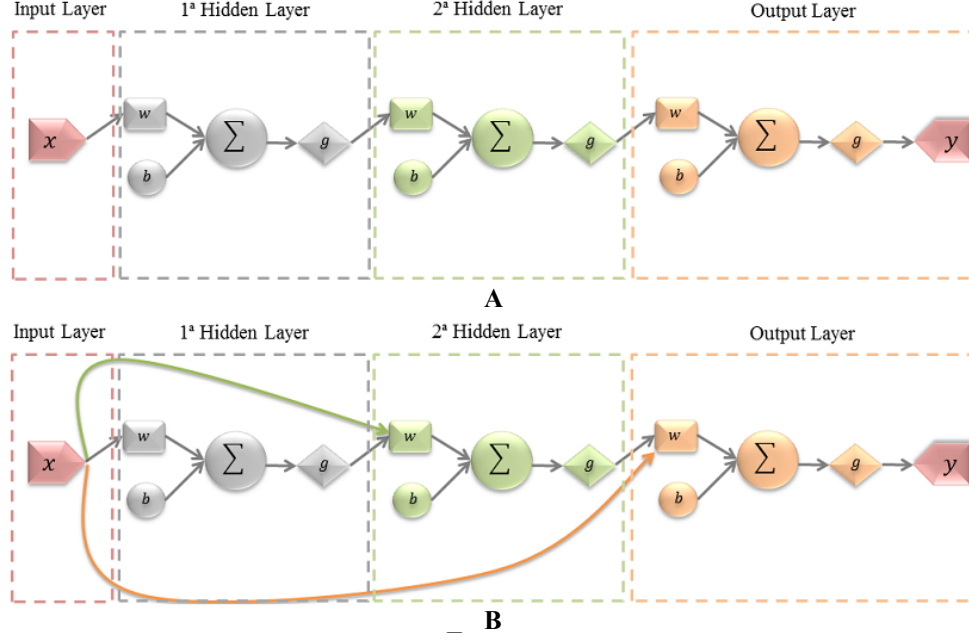 Input Layer 1ª Hidden Layer 2ª Hidden Layer Output Layer
x w b ∑ g w b ∑ g w b ∑ g y
A
Input Layer 1ª Hidden Layer 2ª Hidden Layer Output Layer
x w b ∑ g w b ∑ g w b ∑ g y
B